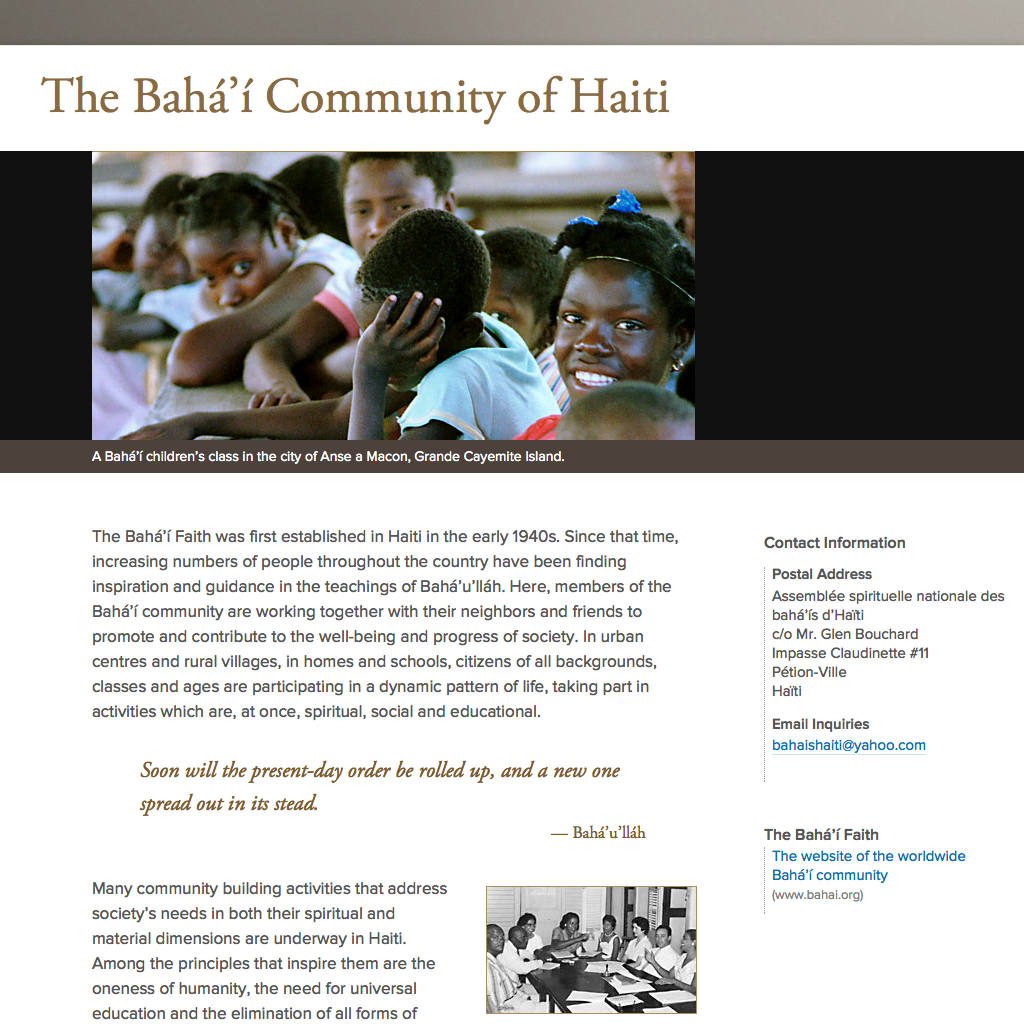 The Bahá’í Community of Haiti
A Bahá’í children’s class in the city of Anse a Macon, Grande Cayemite Island.
The Bahá’í Faith was first established in Haiti in the early 1940s. Since that time,
increasing numbers of people throughout the country have been finding
inspiration and guidance in the teachings of Bahá’u’lláh. Here, members of the
Bahá’í community are working together with their neighbors and friends to
promote and contribute to the well-being and progress of society. In urban
centres and rural villages, in homes and schools, citizens of all backgrounds,
classes and ages are participating in a dynamic pattern of life, taking part in
activities which are, at once, spiritual, social and educational.
Soon will the present-day order be rolled up, and a new one
spread out in its stead.
— Bahá’u’lláh
Many community building activities that address
society’s needs in both their spiritual and
material dimensions are underway in Haiti.
Among the principles that inspire them are the
oneness of humanity, the need for universal
education and the elimination of all forms of
Contact Information
Postal Address
Assemblée spirituelle nationale des
bahá’ís d’Haïti
c/o Mr. Glen Bouchard
Impasse Claudinette #11
Pétion-Ville
Haïti
Email Inquiries
bahaishaiti@yahoo.com
The Bahá’í Faith
The website of the worldwide
Bahá’í community
(www.bahai.org)